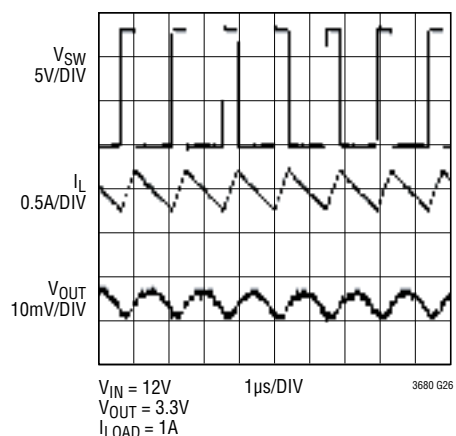 VSW
5V/DIV
IL
0.5A/DIV
VOUT
10mV/DIV
VIN = 12V
VOUT = 3.3V
ILOAD = 1A
1µs/DIV
3680 G26